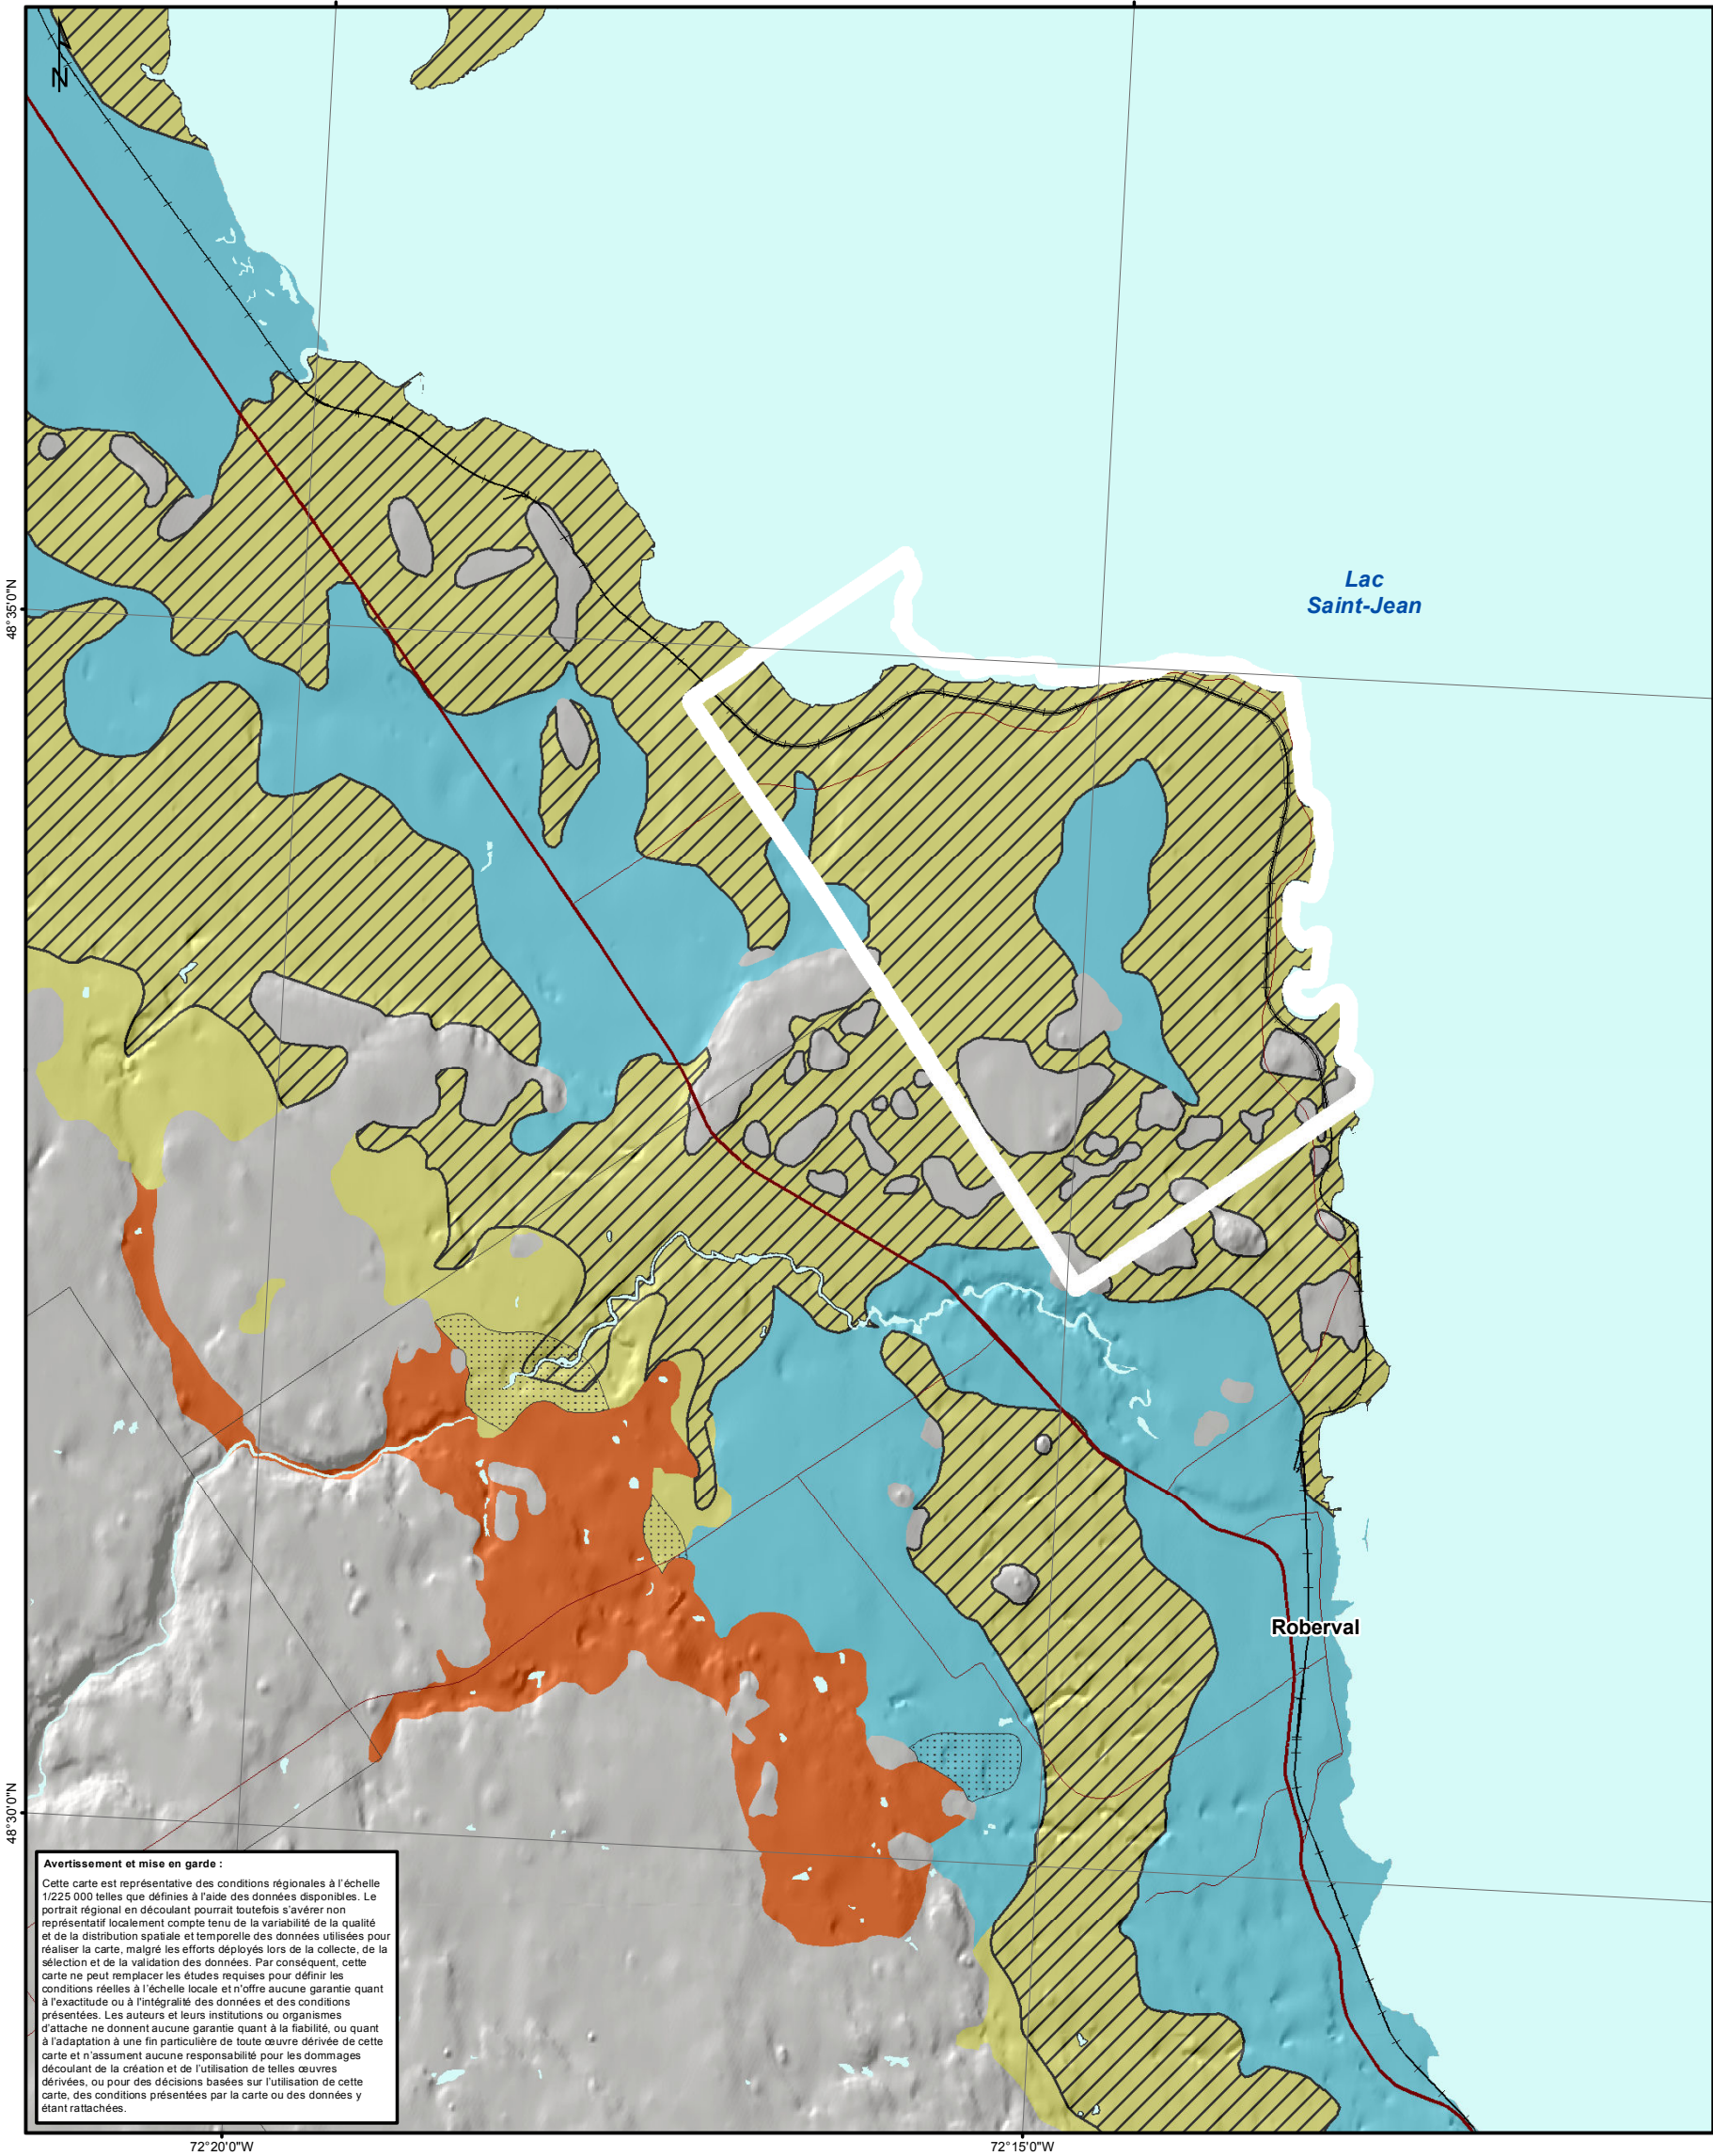 N
Lac
Saint-Jean
48°35'0"N
Roberval
48°30'0"N
Avertissement et mise en garde :
Cette carte est représentative des conditions régionales à l'échelle
1/225 000 telles que définies à l'aide des données disponibles. Le
portrait régional en découlant pourrait toutefois s'avérer non
représentatif localement compte tenu de la variabilité de la qualité
et de la distribution spatiale et temporelle des données utilisées pour
réaliser la carte, malgré les efforts déployés lors de la collecte, de la
sélection et de la validation des données. Par conséquent, cette
carte ne peut remplacer les études requises pour définir les
conditions réelles à l'échelle locale et n'offre aucune garantie quant
à l'exactitude ou à l'intégralité des données et des conditions
présentées. Les auteurs et leurs institutions ou organismes
d'attache ne donnent aucune garantie quant à la fiabilité, ou quant
à l'adaptation à une fin particulière de toute œuvre dérivée de cette
carte et n'assument aucune responsabilité pour les dommages
découlant de la création et de l'utilisation de telles œuvres
dérivées, ou pour des décisions basées sur l'utilisation de cette
carte, des conditions présentées par la carte ou des données y
étant rattachées.
72°20'0"W
72°15'0"W